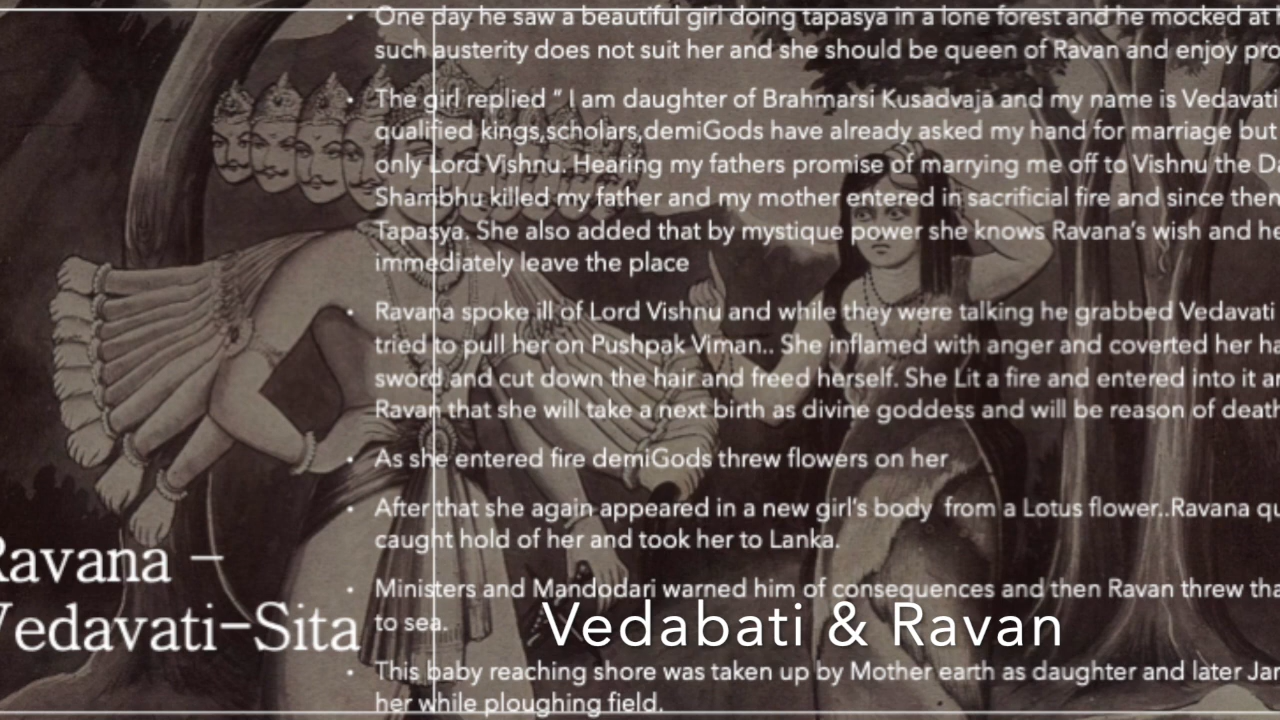 One day he saw a beautiful girl doing tapasya in a lone forest and he mocked at
such austerity does not suit her and she should be queen of Ravan and enjoy
The girl replied “ I am daughter of Brahmarsi Kusadvaja and my name is Vedavati
qualified kings,scholars,demiGods have already asked my hand for marriage but
only Lord Vishnu. Hearing my fathers promise of marrying me off to Vishnu the
Shambhu killed my father and my mother entered in sacrificial fire and since then
Tapasya. She also added that by mystique power she knows Ravana's wish and
immediately leave the place
Ravana spoke ill of Lord Vishnu and while they were talking he grabbed Vedavati
tried to pull her on Pushpak Viman.. She inflamed with anger and coverted her
sword and cut down the hair and freed herself. She Lit a fire and entered into it
Ravan that she will take a next birth as divine goddess and will be reason of death
As she entered fire demiGods threw flowers on her
After that she again appeared in a new girl's body from a Lotus flower..Ravana
caught hold of her and took her to Lanka.
Ministers and Mandodari warned him of consequences and then Ravan threw
to sea.
This baby reaching shore was taken up by Mother earth as daughter and later
her while ploughing field.
Ravana –
Vedavati–Sita
Vedabati & Ravan